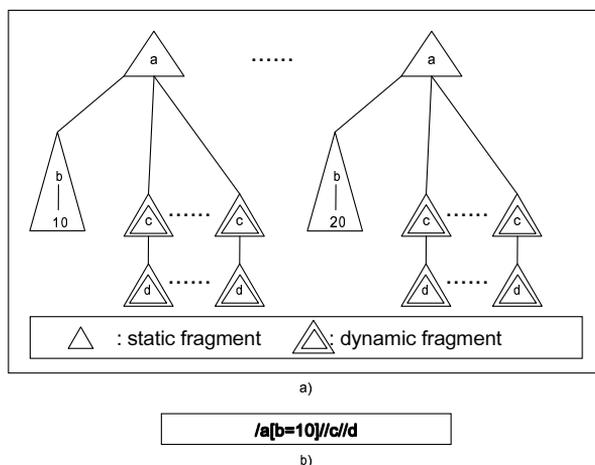 a ...... a
b b
10 20
c ...... c c ...... c
d ...... d d ...... d
: static fragment : dynamic fragment
a)
/a[b=10]//c//d
b)